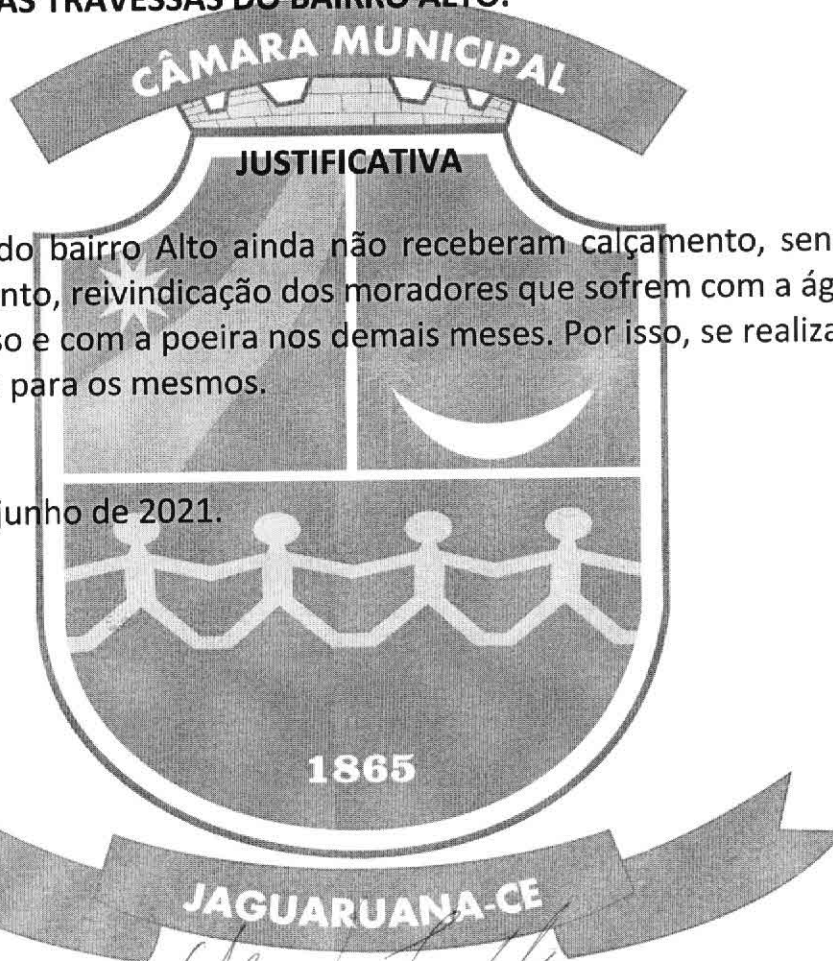 AS TRAVESSAS DO BAIRRO ALTO.
CÂMARA MUNICIPAL
JUSTIFICATIVA
do bairro Alto ainda não receberam calçamento, sen
nto, reivindicação dos moradores que sofrem com a ág
so e com a poeira nos demais meses. Por isso, se realiza
para os mesmos.
junho de 2021.
1865
JAGUARUANA-CE